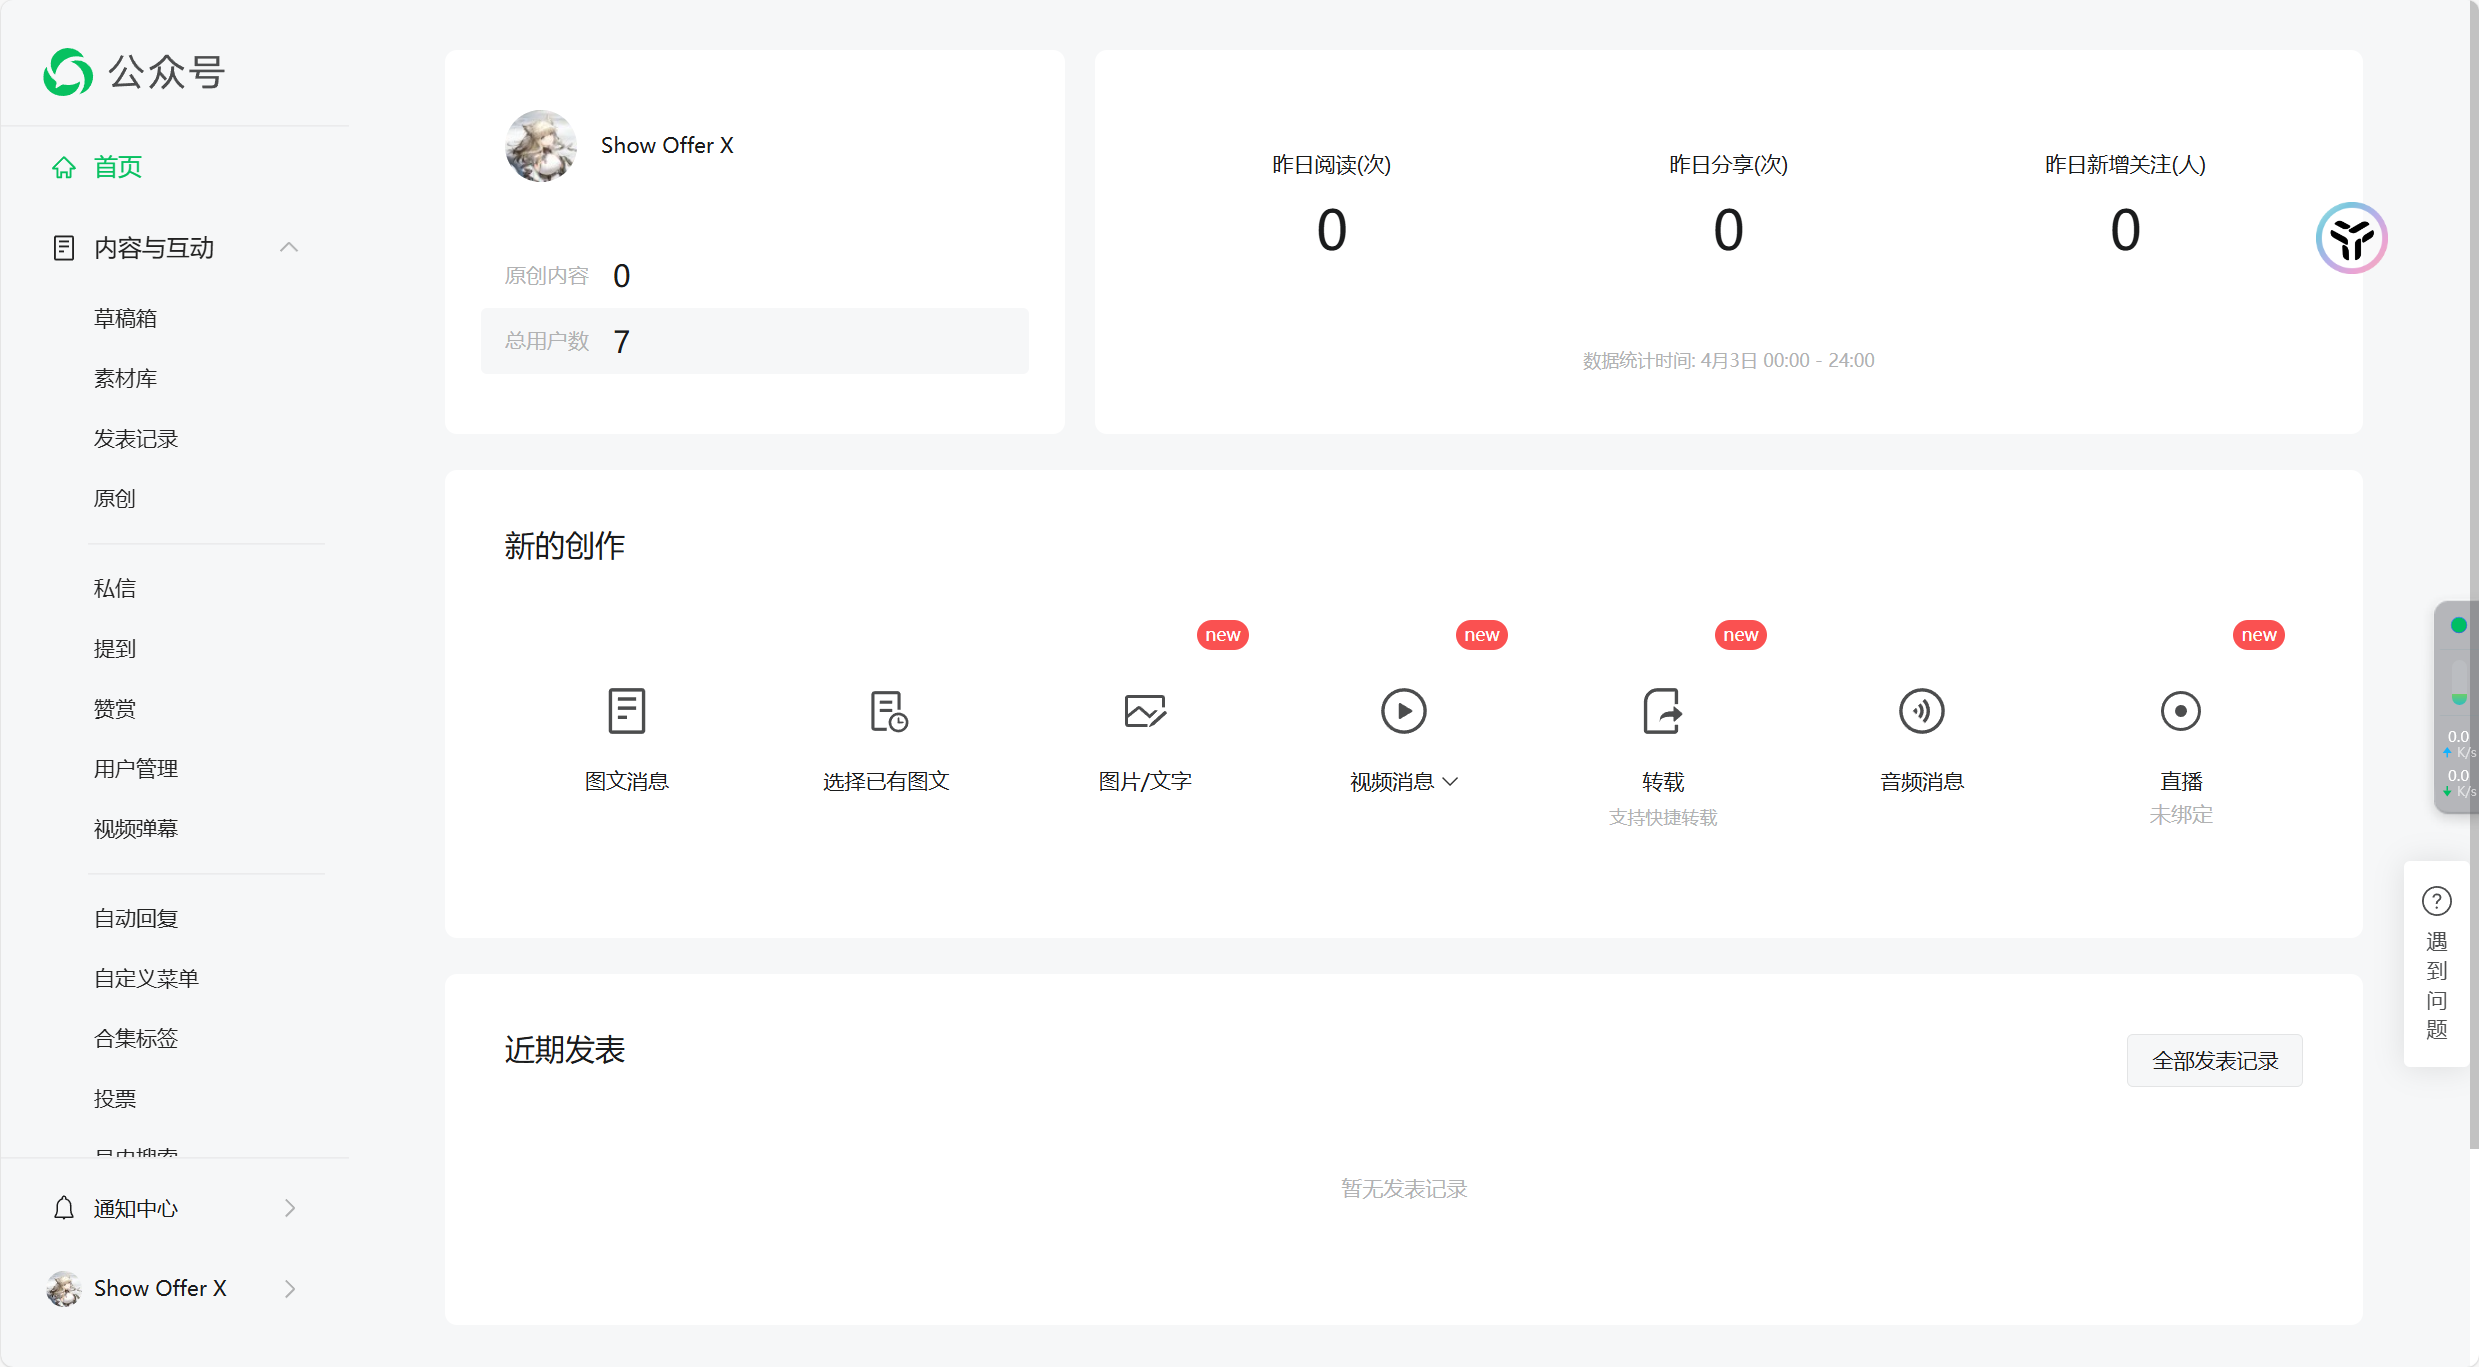 公众号
首页
内容与互动
草稿箱
素材库
发表记录
原创
私信
提到
赞赏
用户管理
视频弹幕
自动回复
自定义菜单
合集标签
投票
通知中心
Show Offer X
Show Offer X
原创内容 0
总用户数 7
昨日阅读(次) 昨日分享(次) 昨日新增关注(人)
0 0 0
数据统计时间: 4月3日 00:00 - 24:00
新的创作
new new new new
图文消息 选择已有图文 图片/文字 视频消息 转载 音频消息 直播
支持快捷转载 未绑定
近期发表
全部发表记录
暂无发表记录
0.0
K/s
0.0
K/s
遇
到
问
题